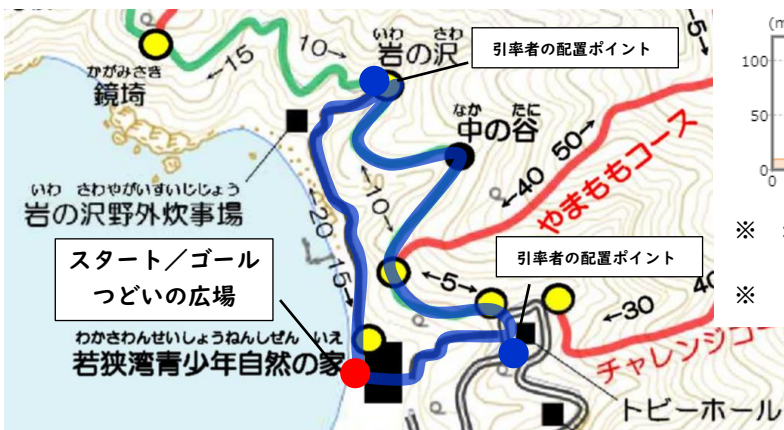 いわ さわ
岩の沢
引率者の配置ポイント
←15
10→
かがみさき
鏡埼
なか たに
中の谷
←5
50→
←40
やまももコース
いわ さわやがいすいじじょう
岩の沢野外炊事場
←20
15→
←10→
スタート／ゴール
つどいの広場
引率者の配置ポイント
←5→
←30
40
わかさわんせいしょうねんしぜん いえ
若狭湾青少年自然の家
チャレンジコ
トビーホール
(m
100
50
0
0
※
※